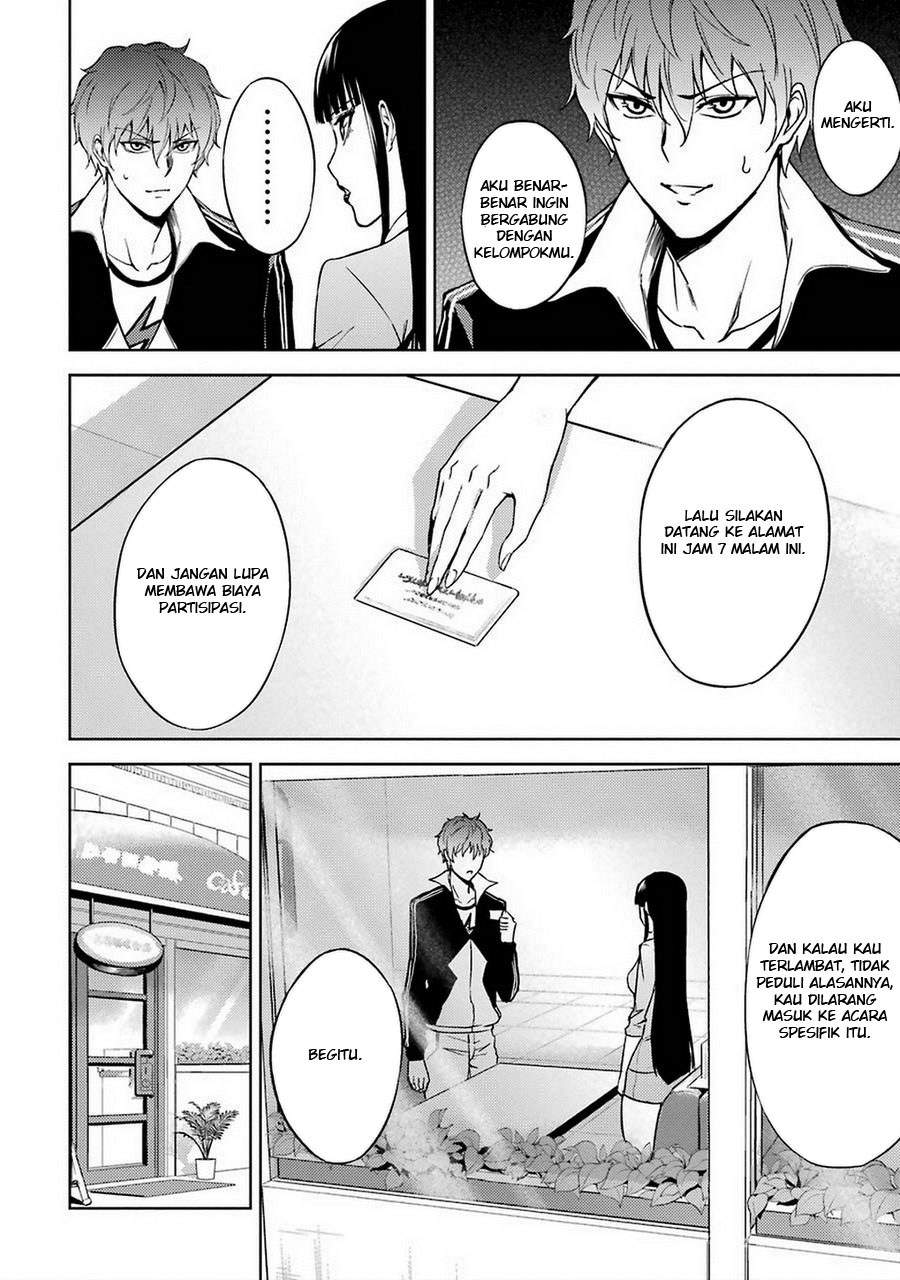 AKU
MENGERTI.
AKU BENAR-
BENAR INGIN
BERGABUNG
DENGAN
KELOMPOKMU.
.........
LALU SILAKAN
DATANG KE ALAMAT
INI JAM 7 MALAM INI.
DAN JANGAN LUPA
MEMBAWA BIAYA
PARTISIPASI.
DAN KALAU KAU
TERLAMBAT, TIDAK
PEDULI ALASANNYA,
KAU DILARANG
MASUK KE ACARA
SPESIFIK ITU.
BEGITU.
Cafe